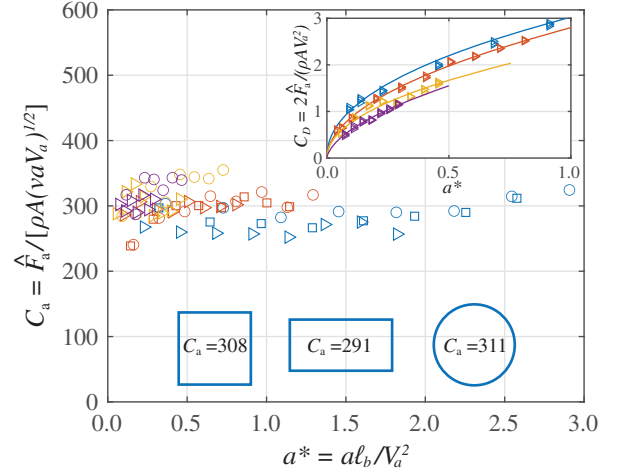 600
500
400
300
200
100
0
0.0 0.5 1.0 1.5 2.0 2.5 3.0
a* = aℓ_b/V_a^2
C_a = F̂_a/[ρA(νaV_a)^{1/2}]
3
2
1
0
0.0 0.5 1.0
a*
C_D = 2F̂_a/(ρAV_a^2)
C_a =308 C_a =291 C_a =311